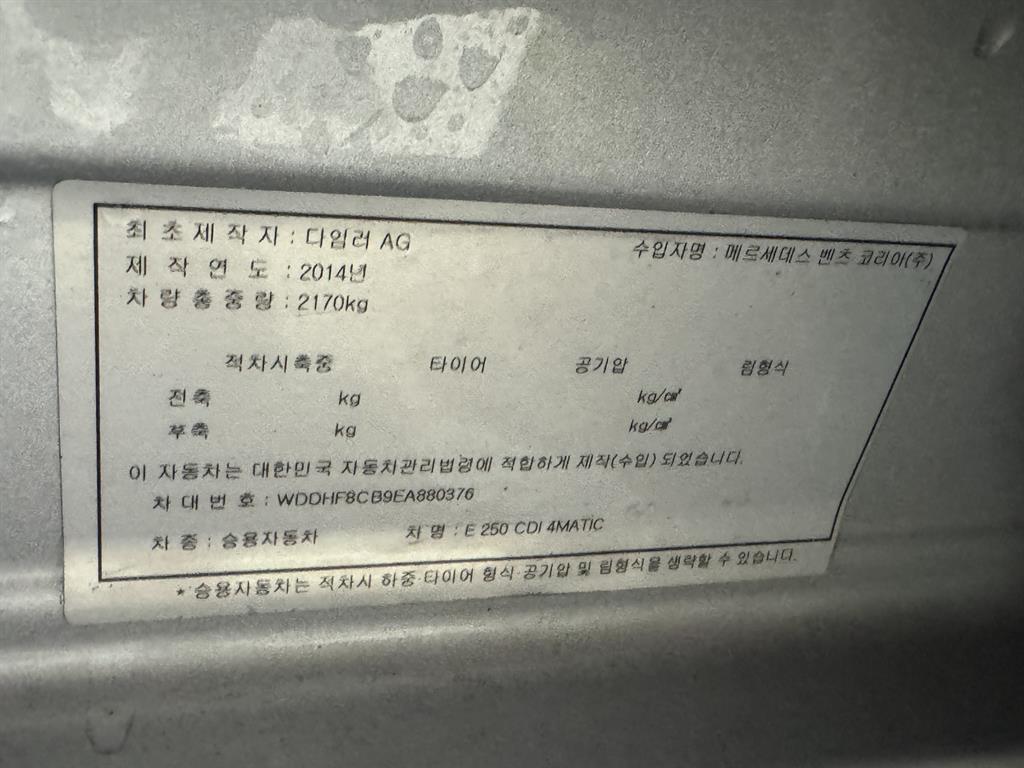 최초제작자 : 다임러 AG
수입자명 : 메르세데스 벤츠 코리아(주)
제 작 연 도 : 2014년
차 량 총 중 량 : 2170kg
적차시축중 타이어 공기압 림형식
전축 kg kg/㎠
후축 kg kg/㎠
이 자동차는 대한민국 자동차관리법령에 적합하게 제작(수입) 되었습니다.
차 대 번 호 : WDDHF8CB9EA880376
차 종 : 승용자동차 차 명 : E 250 CDI 4MATIC
* 승용자동차는 적차시 하중·타이어 형식·공기압 및 림형식을 생략할 수 있습니다.